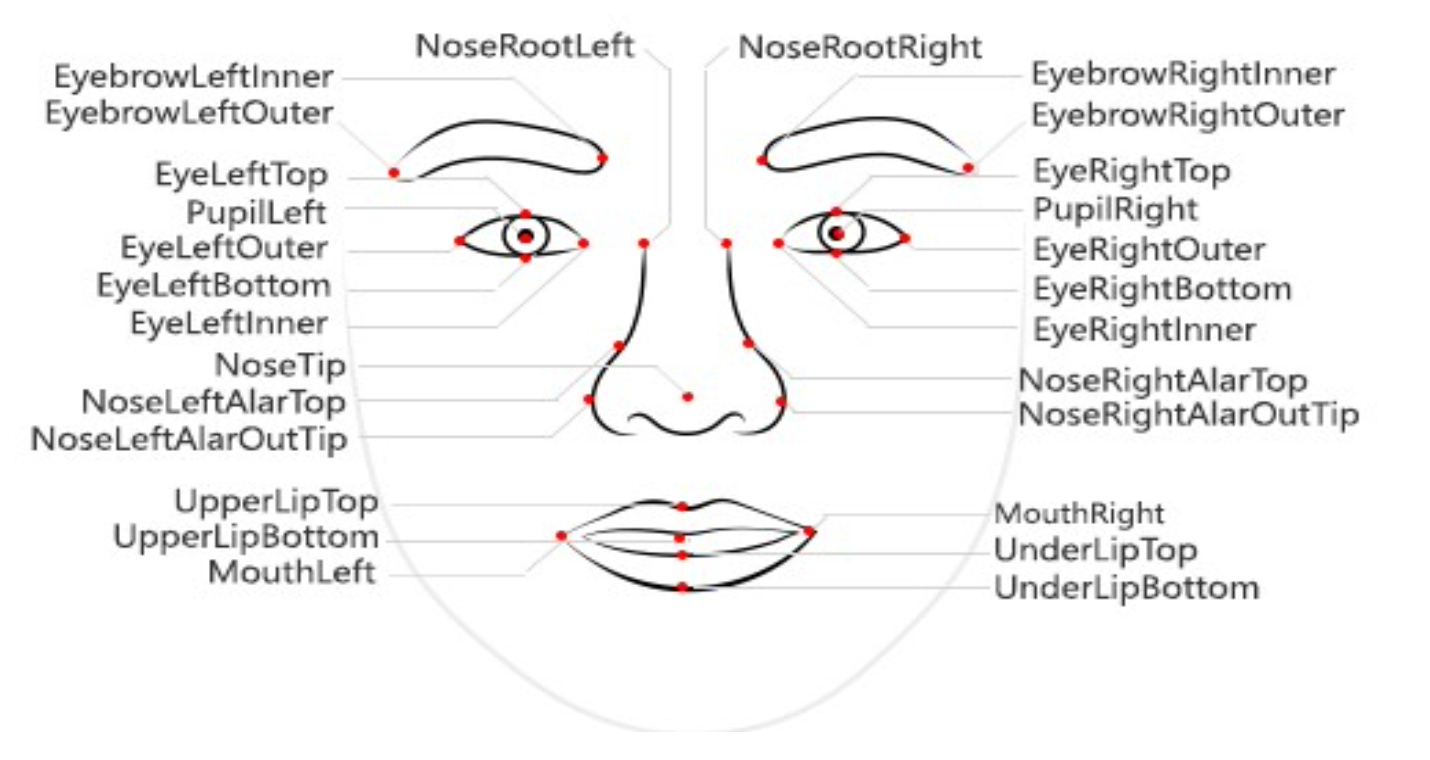 NoseRootLeft
NoseRootRight
EyebrowLeftInner
EyebrowLeftOuter
EyeLeftTop
PupilLeft
EyeLeftOuter
EyeLeftBottom
EyeLeftInner
NoseTip
NoseLeftAlarTop
NoseLeftAlarOutTip
UpperLipTop
UpperLipBottom
MouthLeft
EyebrowRightInner
EyebrowRightOuter
EyeRightTop
PupilRight
EyeRightOuter
EyeRightBottom
EyeRightInner
NoseRightAlarTop
NoseRightAlarOutTip
MouthRight
UnderLipTop
UnderLipBottom